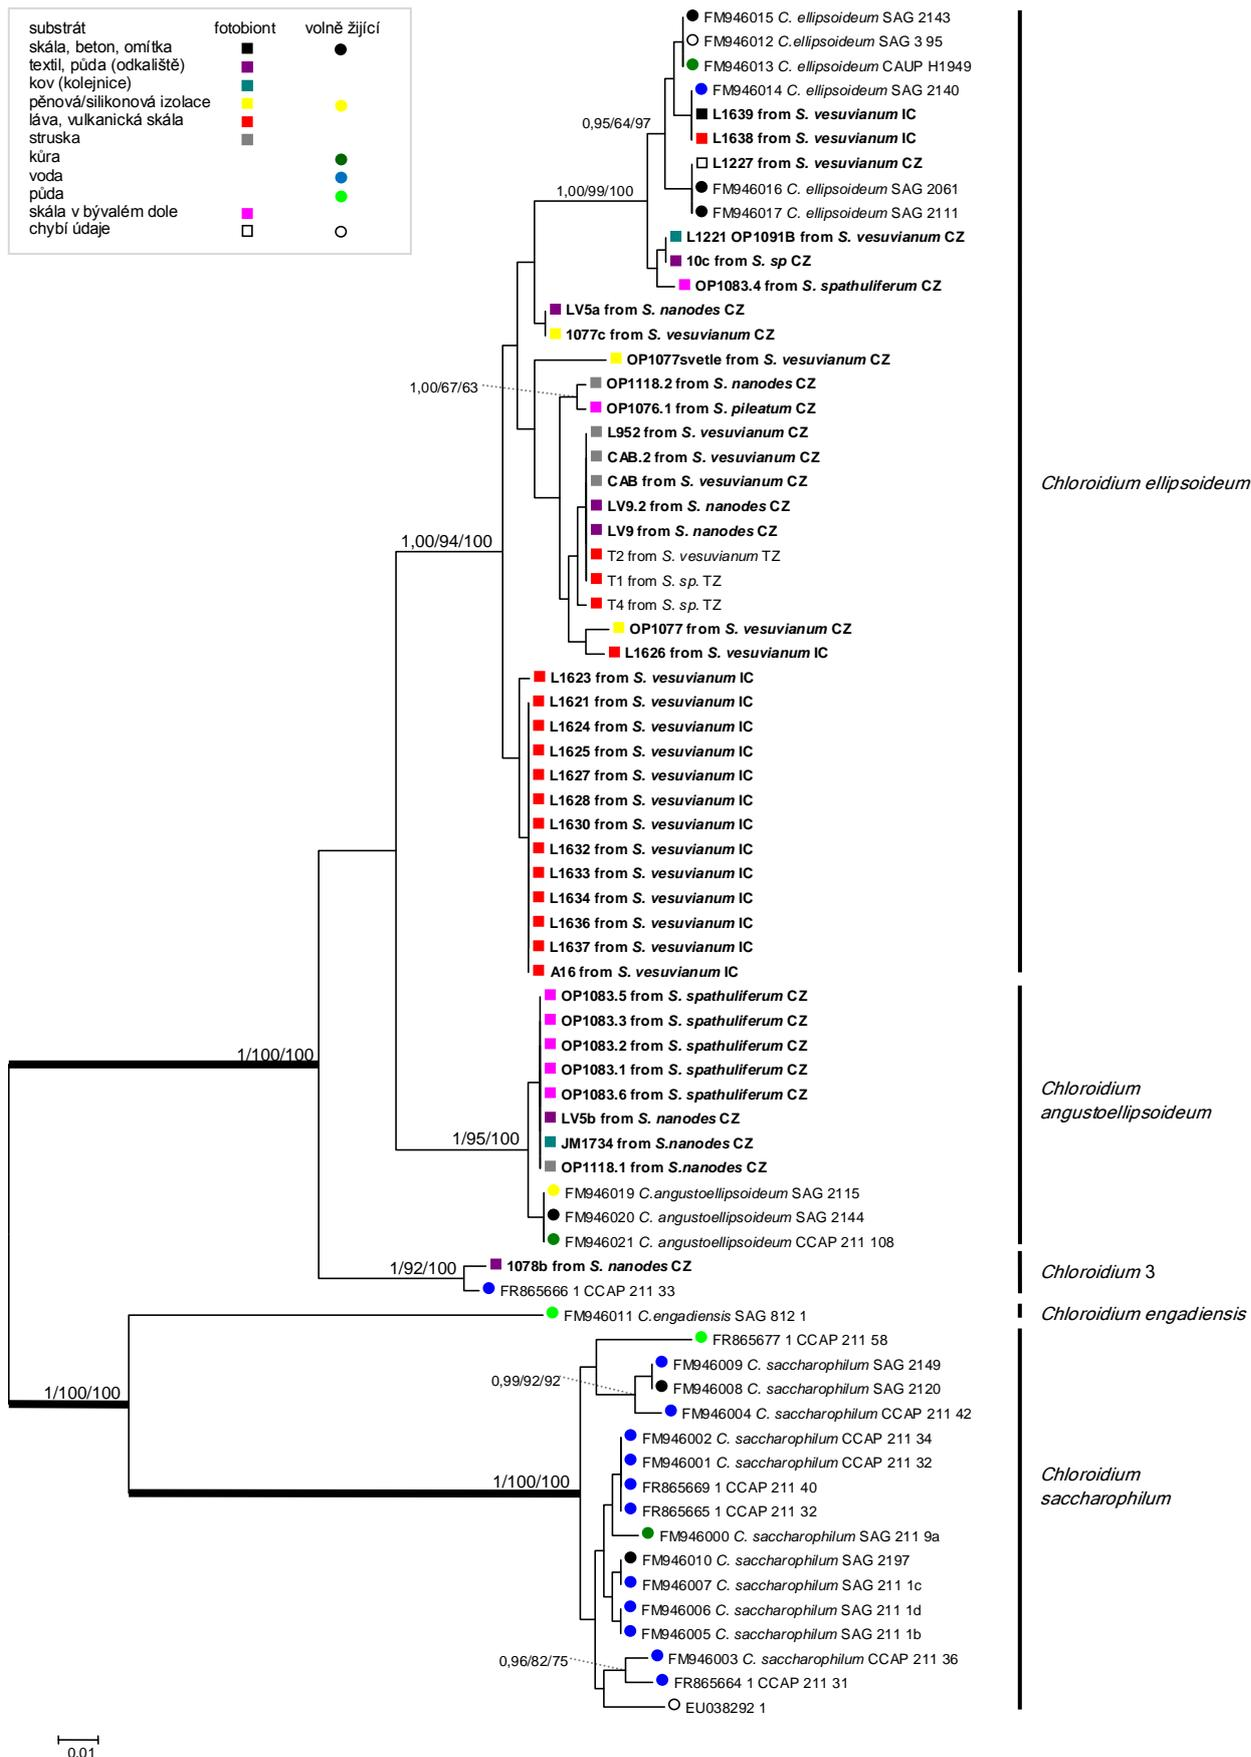 substrát fotobiont volně žijící
skála, beton, omítka
textil, půda (odkaliště)
kov (kolejnice)
pěnová/silikonová izolace
láva, vulkanická skála
struska
kůra
voda
půda
skála v bývalém dole
chybí údaje
FM946015 C. ellipsoideum SAG 2143
FM946012 C.ellipsoideum SAG 3 95
FM946013 C. ellipsoideum CAUP H1949
FM946014 C. ellipsoideum SAG 2140
L1639 from S. vesuvianum IC
0,95/64/97
L1638 from S. vesuvianum IC
L1227 from S. vesuvianum CZ
FM946016 C. ellipsoideum SAG 2061
1,00/99/100
FM946017 C. ellipsoideum SAG 2111
L1221 OP1091B from S. vesuvianum CZ
10c from S. sp CZ
OP1083.4 from S. spathuliferum CZ
LV5a from S. nanodes CZ
1077c from S. vesuvianum CZ
OP1077svetle from S. vesuvianum CZ
1,00/67/63
OP1118.2 from S. nanodes CZ
OP1076.1 from S. pileatum CZ
L952 from S. vesuvianum CZ
CAB.2 from S. vesuvianum CZ
CAB from S. vesuvianum CZ
Chloroidium ellipsoideum
LV9.2 from S. nanodes CZ
LV9 from S. nanodes CZ
1,00/94/100
T2 from S. vesuvianum TZ
T1 from S. sp. TZ
T4 from S. sp. TZ
OP1077 from S. vesuvianum CZ
L1626 from S. vesuvianum IC
L1623 from S. vesuvianum IC
L1621 from S. vesuvianum IC
L1624 from S. vesuvianum IC
L1625 from S. vesuvianum IC
L1627 from S. vesuvianum IC
L1628 from S. vesuvianum IC
L1630 from S. vesuvianum IC
L1632 from S. vesuvianum IC
L1633 from S. vesuvianum IC
L1634 from S. vesuvianum IC
L1636 from S. vesuvianum IC
L1637 from S. vesuvianum IC
A16 from S. vesuvianum IC
OP1083.5 from S. spathuliferum CZ
OP1083.3 from S. spathuliferum CZ
OP1083.2 from S. spathuliferum CZ
1/100/100
OP1083.1 from S. spathuliferum CZ
OP1083.6 from S. spathuliferum CZ
Chloroidium
angustoellipsoideum
LV5b from S. nanodes CZ
1/95/100
JM1734 from S.nanodes CZ
OP1118.1 from S.nanodes CZ
FM946019 C.angustoellipsoideum SAG 2115
FM946020 C. angustoellipsoideum SAG 2144
FM946021 C. angustoellipsoideum CCAP 211 108
1/92/100
1078b from S. nanodes CZ
Chloroidium 3
FR865666 1 CCAP 211 33
FM946011 C.engadiensis SAG 812 1
Chloroidium engadiensis
FR865677 1 CCAP 211 58
FM946009 C. saccharophilum SAG 2149
0,99/92/92
FM946008 C. saccharophilum SAG 2120
1/100/100
FM946004 C. saccharophilum CCAP 211 42
FM946002 C. saccharophilum CCAP 211 34
FM946001 C. saccharophilum CCAP 211 32
1/100/100
Chloroidium
saccharophilum
FR865669 1 CCAP 211 40
FR865665 1 CCAP 211 32
FM946000 C. saccharophilum SAG 211 9a
FM946010 C. saccharophilum SAG 2197
FM946007 C. saccharophilum SAG 211 1c
FM946006 C. saccharophilum SAG 211 1d
FM946005 C. saccharophilum SAG 211 1b
0,96/82/75
FM946003 C. saccharophilum CCAP 211 36
FR865664 1 CCAP 211 31
EU038292 1
0.01